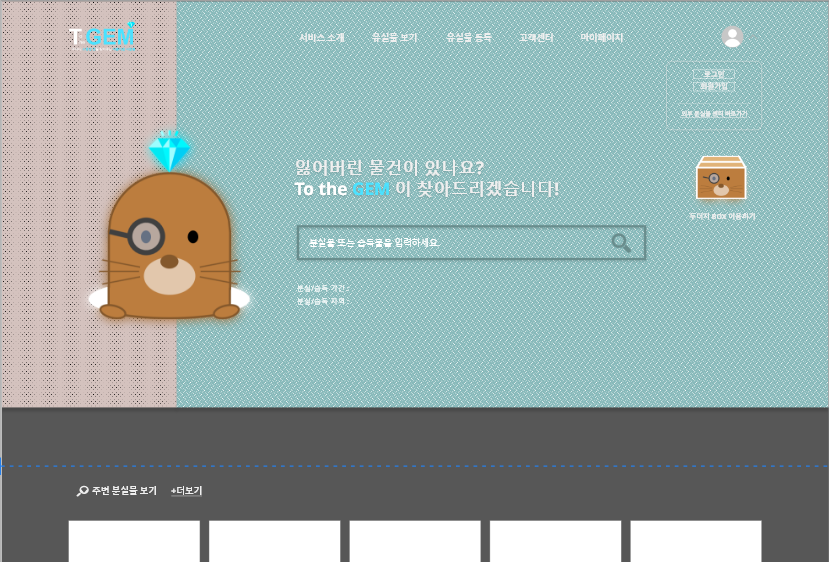 T GEM
서비스 소개 유실물 보기 유실물 등록 고객센터 마이페이지
로그인
회원가입
외부 분실물 센터 바로가기
잃어버린 물건이 있나요?
To the GEM 이 찾아드리겠습니다!
분실물 또는 습득물을 입력하세요.
두더지 BOX 이용하기
분실/습득 기간 :
분실/습득 지역 :
주변 분실물 보기 +더보기